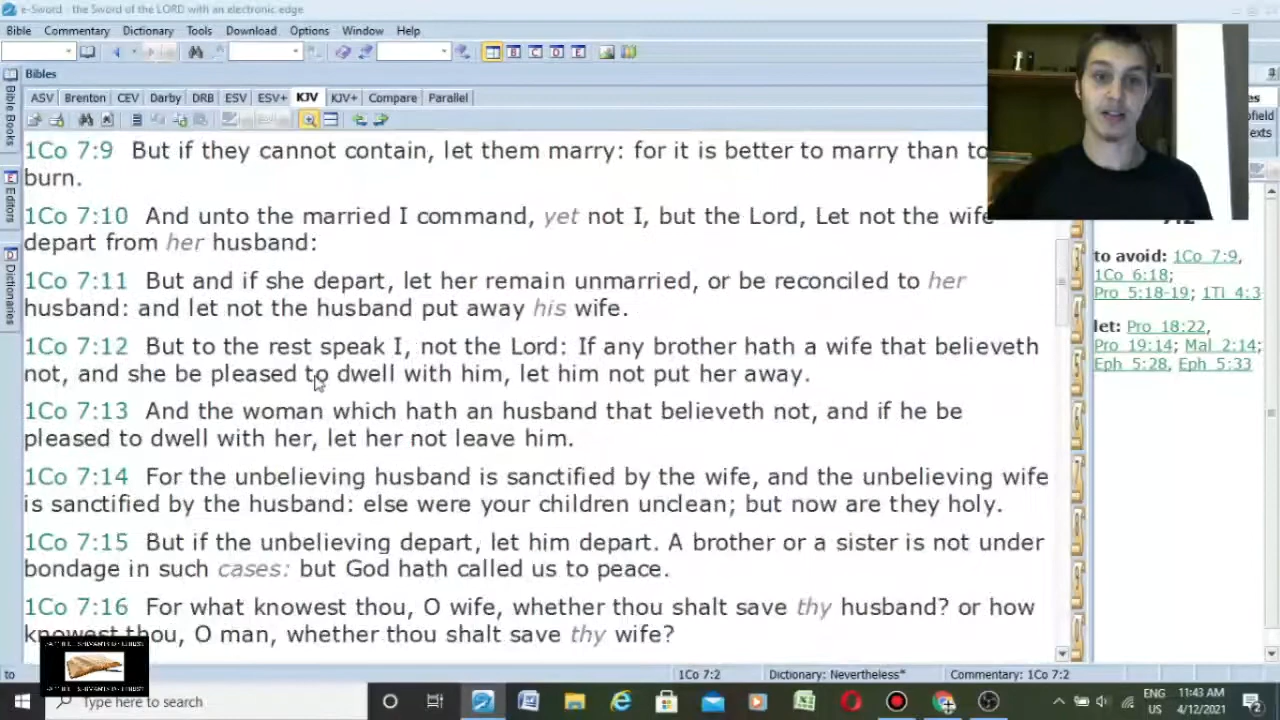 e-Sword - the Sword of the LORD with an electronic edge
Bible Commentary Dictionary Tools Download Options Window Help
Bibles
ASV Brenton CEV Darby DRB ESV ESV+ KJV KJV+ Compare Parallel
Bible Books
Editors
Dictionaries
1Co 7:9 But if they cannot contain, let them marry: for it is better to marry than to
burn.
1Co 7:10 And unto the married I command, yet not I, but the Lord, Let not the wife
depart from her husband:
1Co 7:11 But and if she depart, let her remain unmarried, or be reconciled to her
husband: and let not the husband put away his wife.
1Co 7:12 But to the rest speak I, not the Lord: If any brother hath a wife that believeth
not, and she be pleased to dwell with him, let him not put her away.
1Co 7:13 And the woman which hath an husband that believeth not, and if he be
pleased to dwell with her, let her not leave him.
1Co 7:14 For the unbelieving husband is sanctified by the wife, and the unbelieving wife
is sanctified by the husband: else were your children unclean; but now are they holy.
1Co 7:15 But if the unbelieving depart, let him depart. A brother or a sister is not under
bondage in such cases: but God hath called us to peace.
1Co 7:16 For what knowest thou, O wife, whether thou shalt save thy husband? or how
knowest thou, O man, whether thou shalt save thy wife?
to avoid: 1Co 7:9,
1Co 6:18;
Pro 5:18-19; 1Ti 4:3
let: Pro 18:22,
Pro 19:14; Mal 2:14;
Eph 5:28, Eph 5:33
to
1Co 7:2
Dictionary: Nevertheless*
Commentary: 1Co 7:2
Type here to search
ENG
US
11:43 AM
4/12/2021